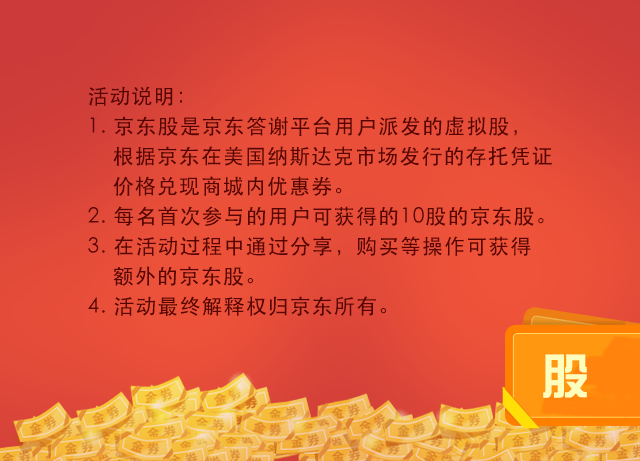 活动说明：
1. 京东股是京东答谢平台用户派发的虚拟股，
根据京东在美国纳斯达克市场发行的存托凭证
价格兑现商城内优惠券。
2. 每名首次参与的用户可获得的10股的京东股。
3. 在活动过程中通过分享，购买等操作可获得
额外的京东股。
4. 活动最终解释权归京东所有。
股
金券